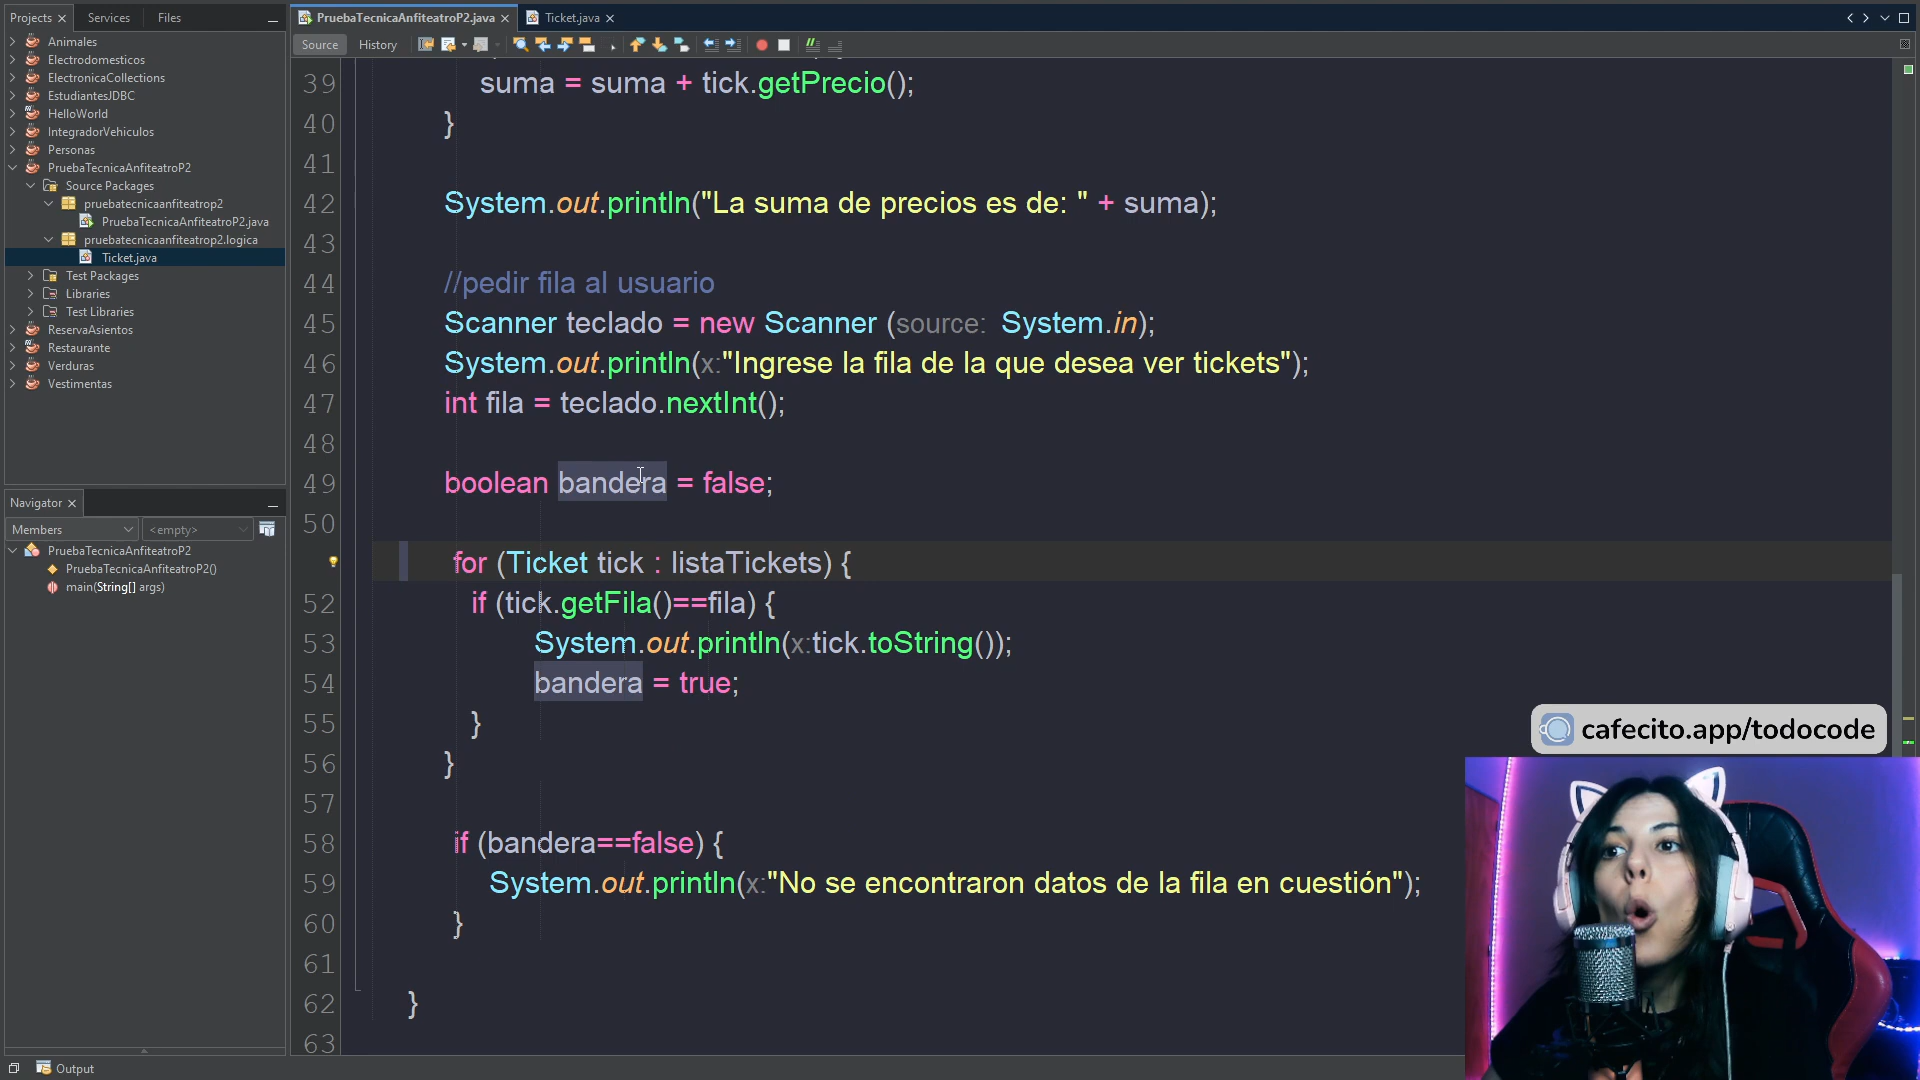 Projects
Services
Files
PruebaTecnicaAnfiteatroP2.java
Ticket.java
Source
History
Animales
Electrodomesticos
ElectronicaCollections
EstudiantesJDBC
HelloWorld
IntegradorVehiculos
Personas
PruebaTecnicaAnfiteatroP2
Source Packages
pruebatecnicaanfiteatrop2
PruebaTecnicaAnfiteatroP2.java
pruebatecnicaanfiteatrop2.logica
Ticket.java
Test Packages
Libraries
Test Libraries
ReservaAsientos
Restaurante
Verduras
Vestimentas
Navigator
Members
<empty>
PruebaTecnicaAnfiteatroP2
PruebaTecnicaAnfiteatroP2()
main(String[] args)
39 suma = suma + tick.getPrecio();
40 }
41
42 System.out.println("La suma de precios es de: " + suma);
43
44 //pedir fila al usuario
45 Scanner teclado = new Scanner (source: System.in);
46 System.out.println(x:"Ingrese la fila de la que desea ver tickets");
47 int fila = teclado.nextInt();
48
49 boolean bandera = false;
50
for (Ticket tick : listaTickets) {
52 if (tick.getFila()==fila) {
53 System.out.println(x:tick.toString());
54 bandera = true;
55 }
56 }
57
58 if (bandera==false) {
59 System.out.println(x:"No se encontraron datos de la fila en cuestión");
60 }
61
62 }
63
cafecito.app/todocode
Output